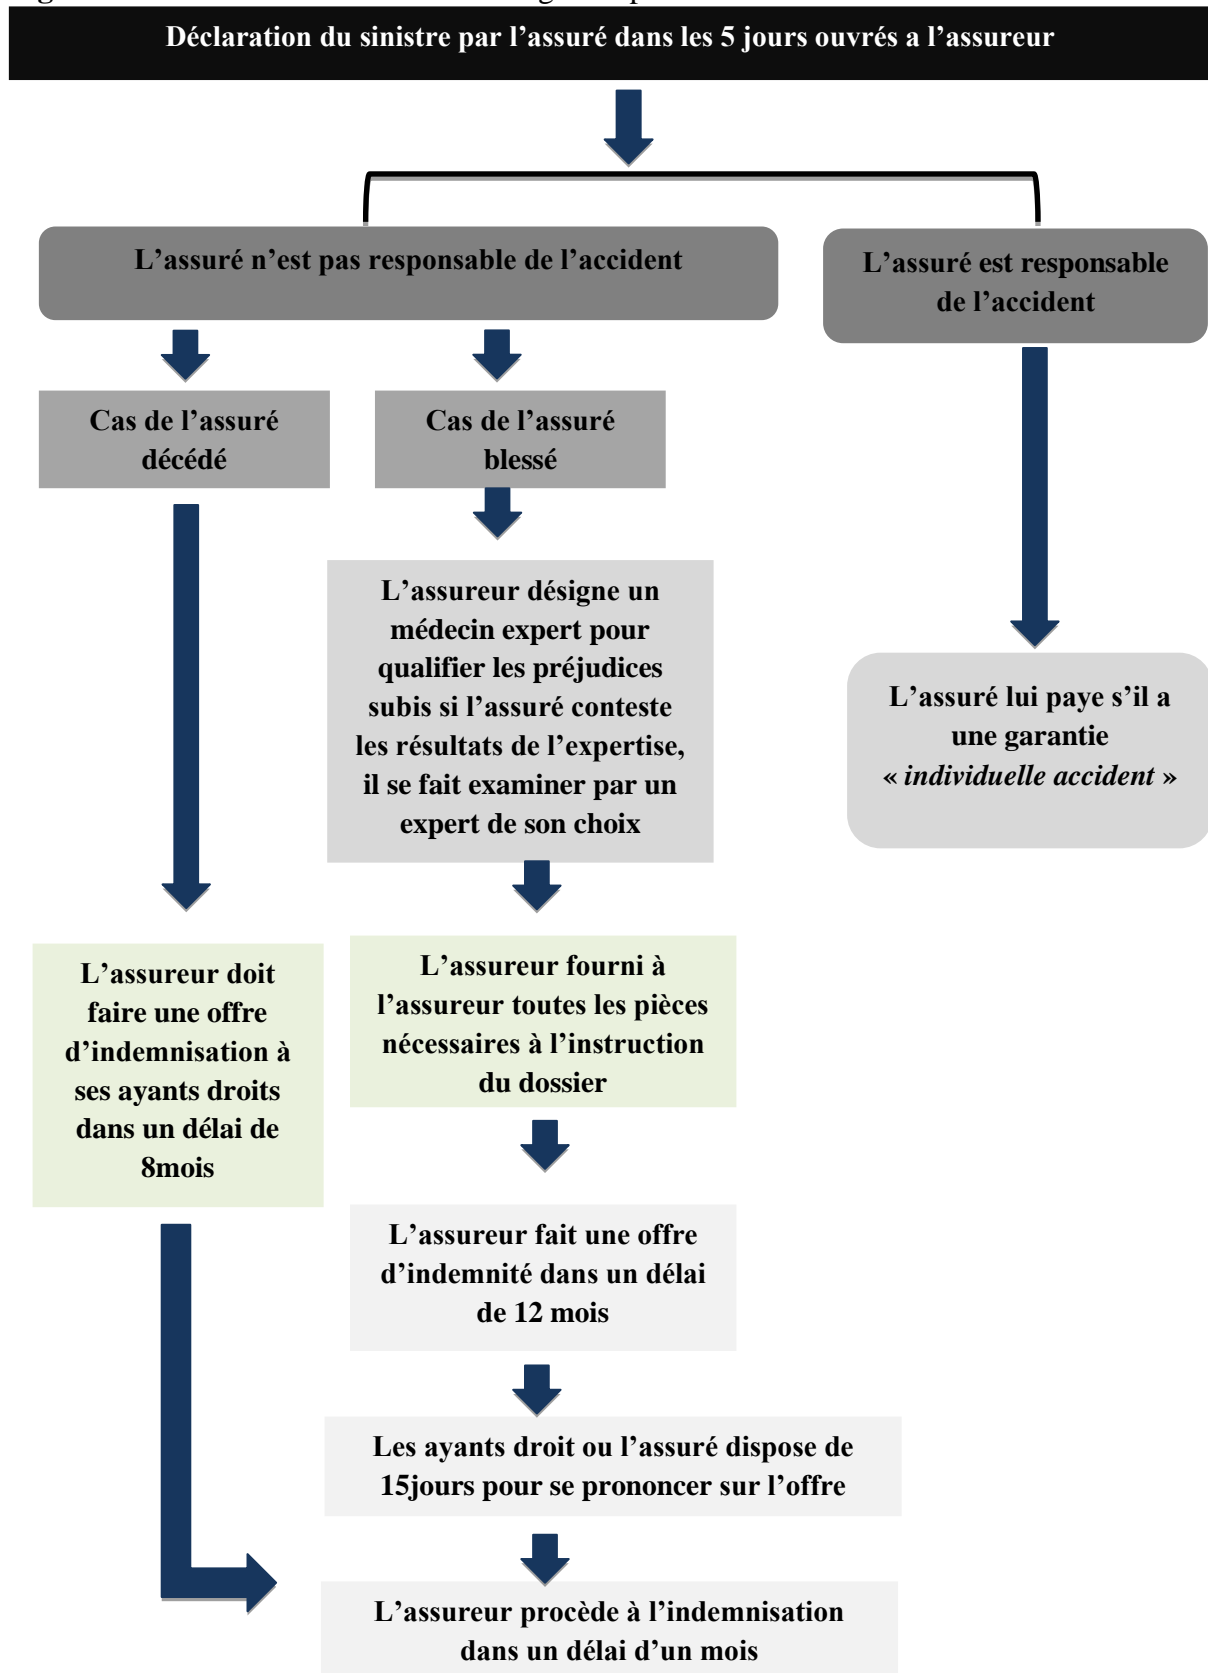 Déclaration du sinistre par l’assuré dans les 5 jours ouvrés a l’assureur
L’assuré n’est pas responsable de l’accident
L’assuré est responsable
de l’accident
Cas de l’assuré
décédé
Cas de l’assuré
blessé
L’assureur désigne un
médecin expert pour
qualifier les préjudices
subis si l’assuré conteste
les résultats de l’expertise,
il se fait examiner par un
expert de son choix
L’assuré lui paye s’il a
une garantie
« individuelle accident »
L’assureur doit
faire une offre
d’indemnisation à
ses ayants droits
dans un délai de
8mois
L’assureur fourni à
l’assureur toutes les pièces
nécessaires à l’instruction
du dossier
L’assureur fait une offre
d’indemnité dans un délai
de 12 mois
Les ayants droit ou l’assuré dispose de
15jours pour se prononcer sur l’offre
L’assureur procède à l’indemnisation
dans un délai d’un mois